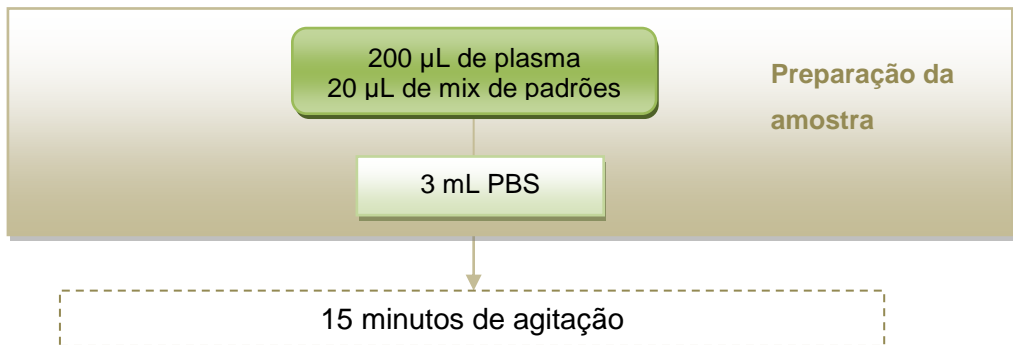 200 µL de plasma
20 µL de mix de padrões
Preparação da
amostra
3 mL PBS
15 minutos de agitação